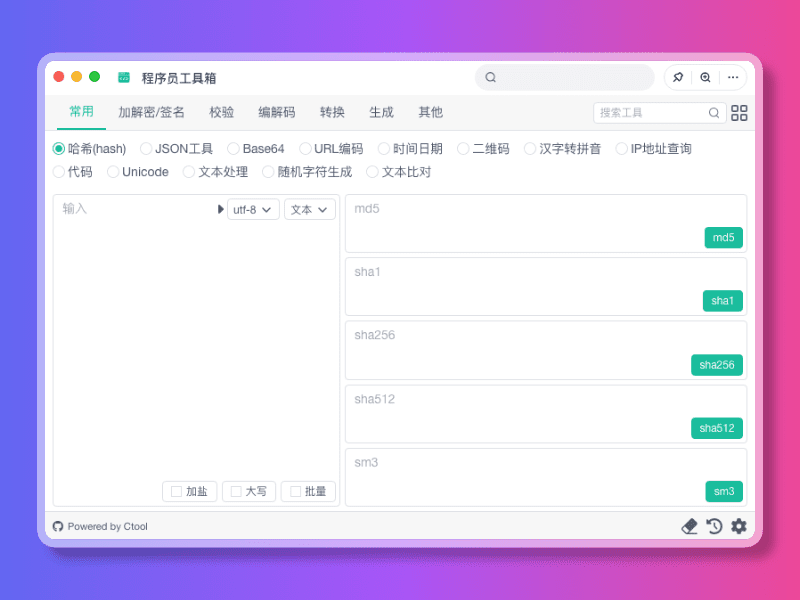 程序员工具箱
常用 加解密/签名 校验 编解码 转换 生成 其他 搜索工具
哈希(hash) JSON工具 Base64 URL编码 时间日期 二维码 汉字转拼音 IP地址查询
代码 Unicode 文本处理 随机字符生成 文本比对
输入 utf-8 文本
md5
md5
sha1
sha1
sha256
sha256
sha512
sha512
sm3
加盐 大写 批量
sm3
Powered by Ctool